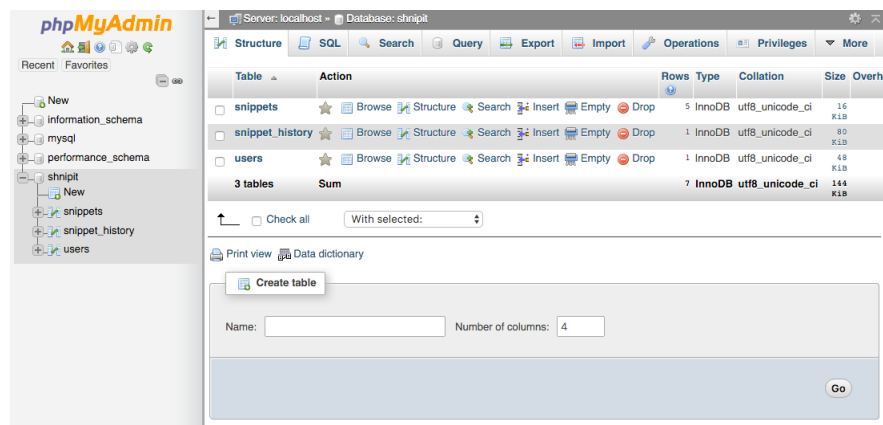 phpMyAdmin
Recent Favorites
New
information_schema
mysql
performance_schema
shnipit
New
snippets
snippet_history
users
Server: localhost » Database: shnipit
Structure SQL Search Query Export Import Operations Privileges More
Table Action Rows Type Collation Size Overh
snippets Browse Structure Search Insert Empty Drop 5 InnoDB utf8_unicode_ci 16 KiB
snippet_history Browse Structure Search Insert Empty Drop 1 InnoDB utf8_unicode_ci 80 KiB
users Browse Structure Search Insert Empty Drop 1 InnoDB utf8_unicode_ci 48 KiB
3 tables Sum 7 InnoDB utf8_unicode_ci 144 KiB
Check all With selected:
Print view Data dictionary
Create table
Name: Number of columns: 4
Go